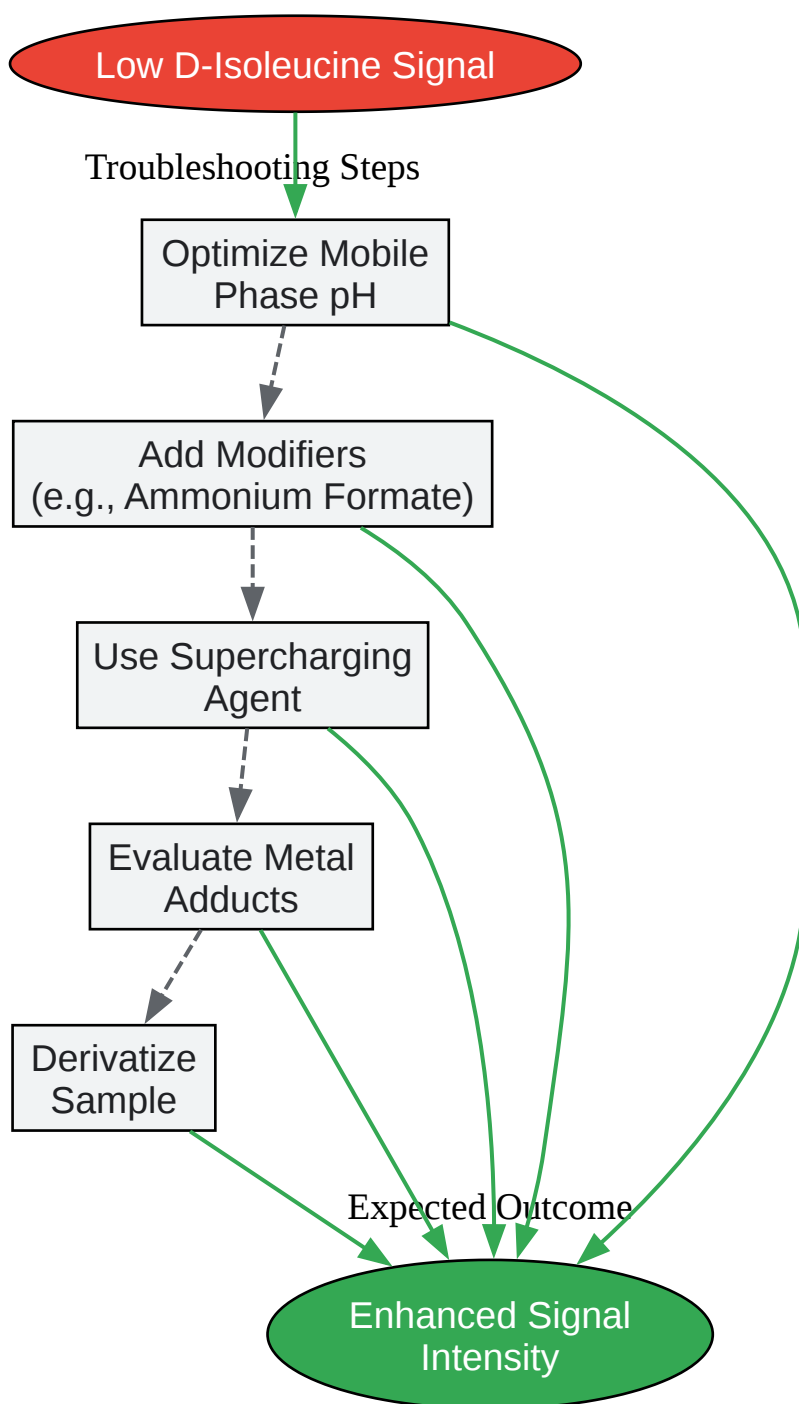 Low D-Isoleucine Signal
Troubleshooting Steps
Optimize Mobile
Phase pH
Add Modifiers
(e.g., Ammonium Formate)
Use Supercharging
Agent
Evaluate Metal
Adducts
Derivatize
Sample
Expected Outcome
Enhanced Signal
Intensity